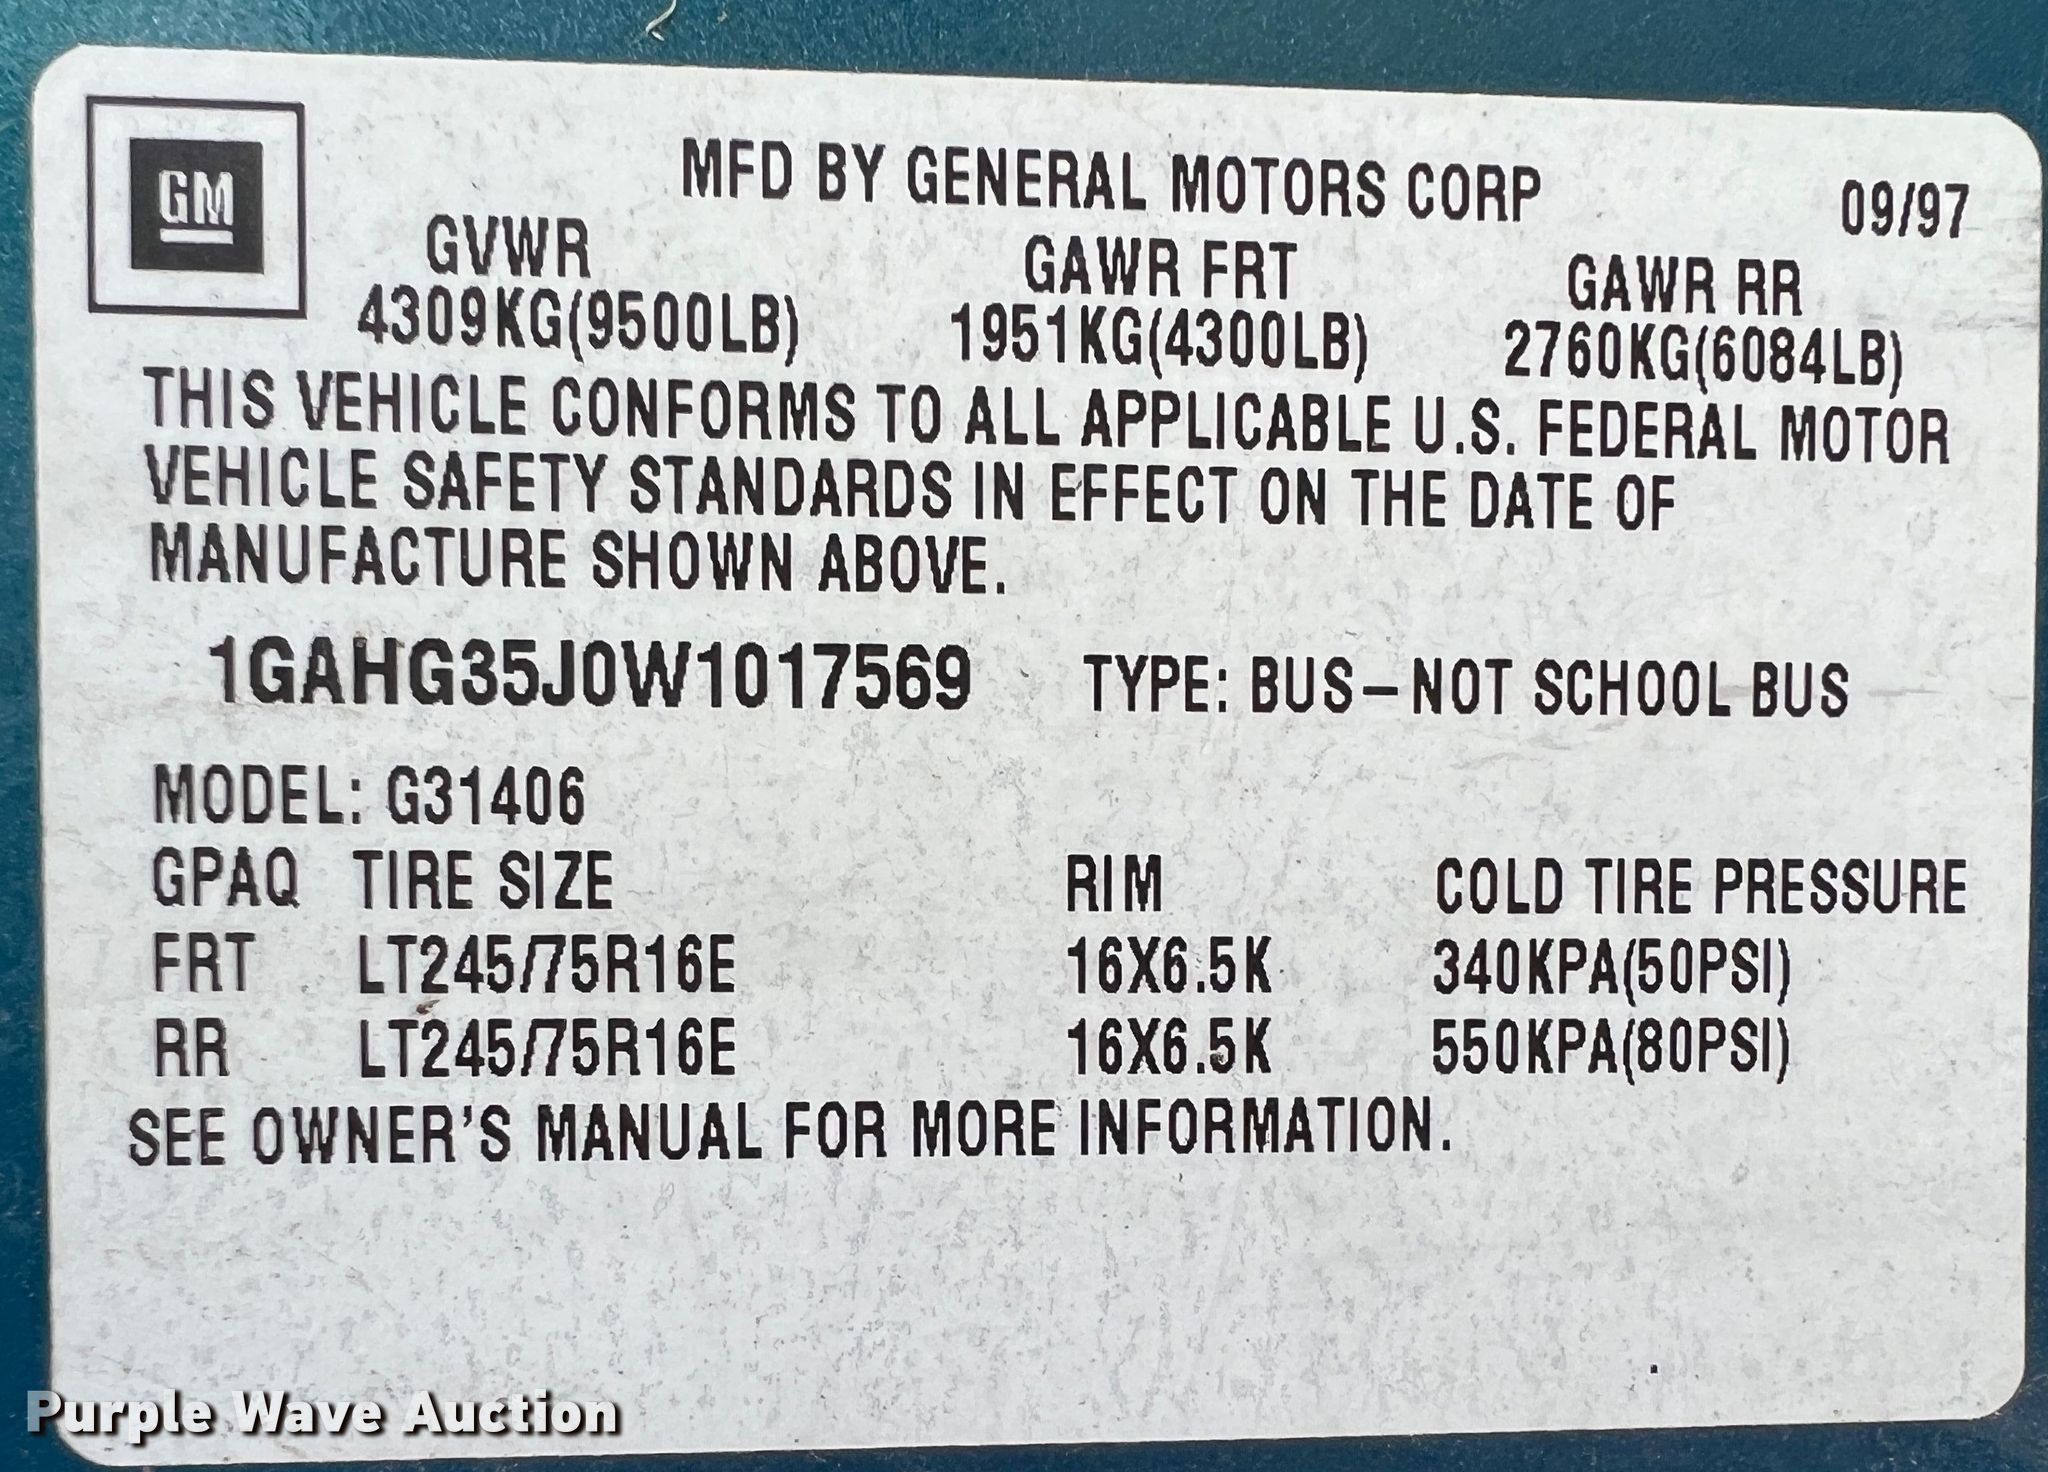 GM
MFD BY GENERAL MOTORS CORP 09/97
GVWR GAWR FRT GAWR RR
4309KG(9500LB) 1951KG(4300LB) 2760KG(6084LB)
THIS VEHICLE CONFORMS TO ALL APPLICABLE U.S. FEDERAL MOTOR
VEHICLE SAFETY STANDARDS IN EFFECT ON THE DATE OF
MANUFACTURE SHOWN ABOVE.
1GAHG35J0W1017569 TYPE: BUS-NOT SCHOOL BUS
MODEL: G31406
GPAQ TIRE SIZE RIM COLD TIRE PRESSURE
FRT LT245/75R16E 16X6.5K 340KPA(50PSI)
RR LT245/75R16E 16X6.5K 550KPA(80PSI)
SEE OWNER'S MANUAL FOR MORE INFORMATION.
Purple Wave Auction